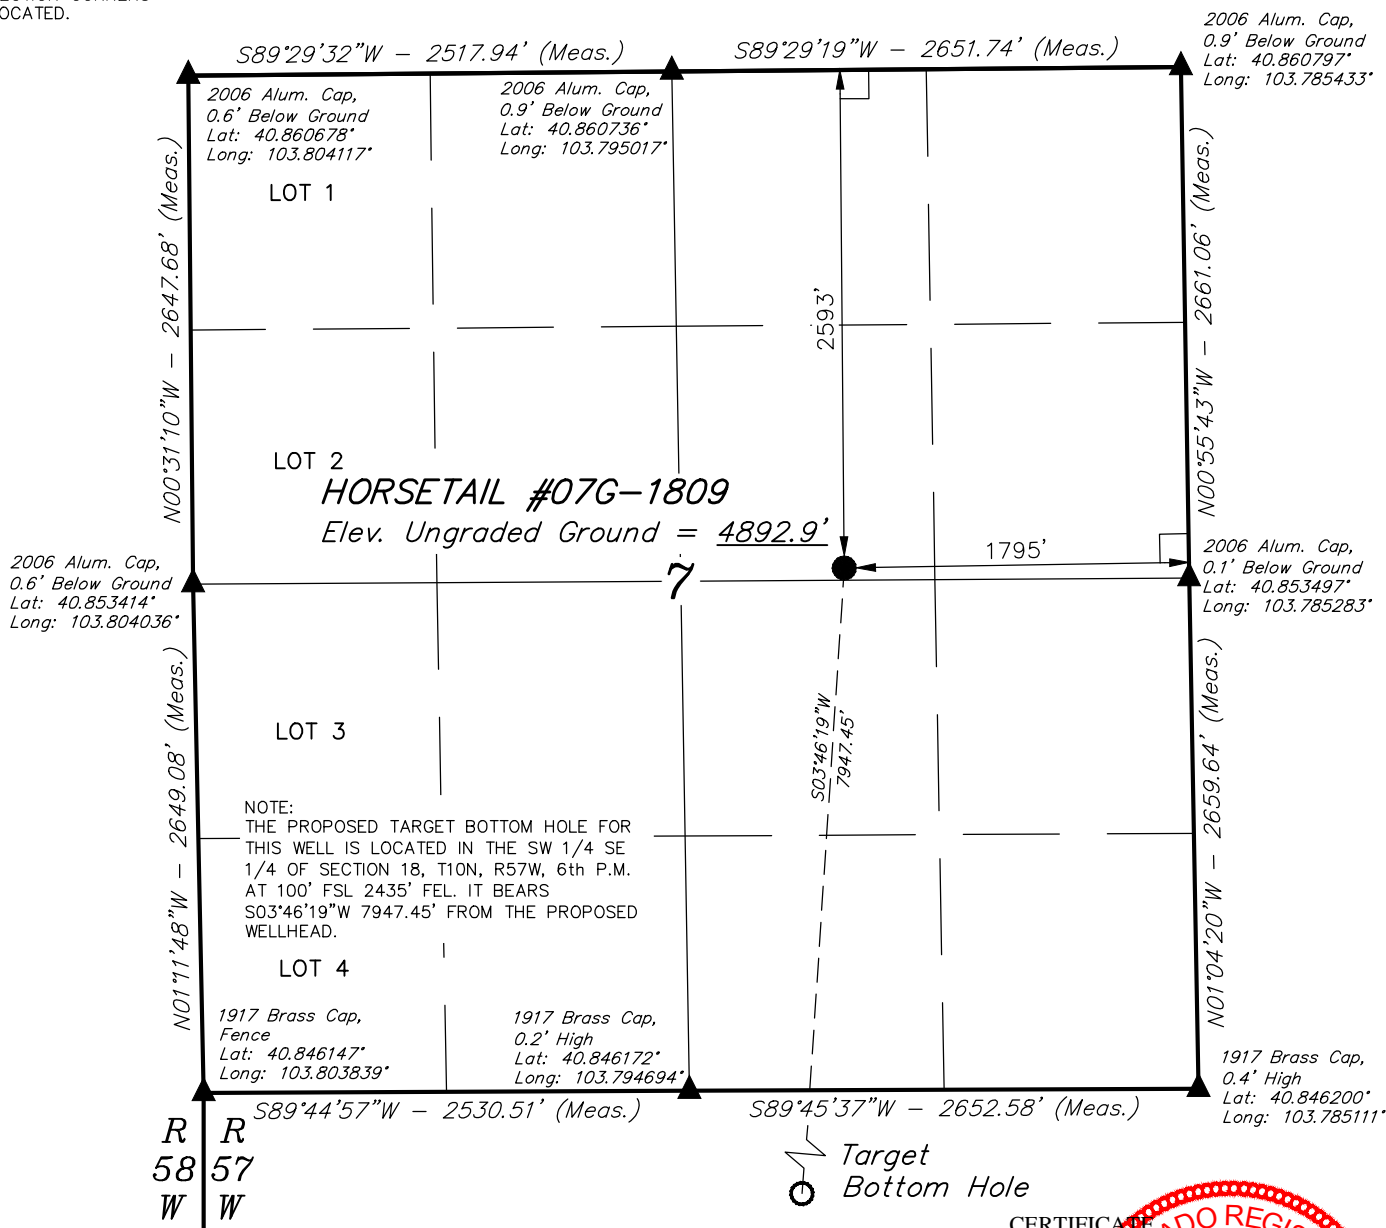 OCATED.
S89°29'32"W – 2517.94' (Meas.)
S89°29'19"W – 2651.74' (Meas.)
2006 Alum. Cap,
0.9' Below Ground
Lat: 40.860797°
Long: 103.785433°
2006 Alum. Cap,
0.6' Below Ground
Lat: 40.860678°
Long: 103.804117°
2006 Alum. Cap,
0.9' Below Ground
Lat: 40.860736°
Long: 103.795017°
LOT 1
N00°31'10"W – 2647.68' (Meas.)
2593'
N00°55'43"W – 2661.06' (Meas.)
LOT 2
HORSETAIL #07G–1809
Elev. Ungraded Ground = 4892.9'
1795'
7
2006 Alum. Cap,
0.6' Below Ground
Lat: 40.853414°
Long: 103.804036°
2006 Alum. Cap,
0.1' Below Ground
Lat: 40.853497°
Long: 103.785283°
N01°11'48"W – 2649.08' (Meas.)
LOT 3
S03°46'19"W
7947.45'
N01°04'20"W – 2659.64' (Meas.)
NOTE:
THE PROPOSED TARGET BOTTOM HOLE FOR
THIS WELL IS LOCATED IN THE SW 1/4 SE
1/4 OF SECTION 18, T10N, R57W, 6th P.M.
AT 100' FSL 2435' FEL. IT BEARS
S03°46'19"W 7947.45' FROM THE PROPOSED
WELLHEAD.
LOT 4
1917 Brass Cap,
Fence
Lat: 40.846147°
Long: 103.803839°
1917 Brass Cap,
0.2' High
Lat: 40.846172°
Long: 103.794694°
1917 Brass Cap,
0.4' High
Lat: 40.846200°
Long: 103.785111°
S89°44'57"W – 2530.51' (Meas.)
S89°45'37"W – 2652.58' (Meas.)
R R
58 57
W W
Target
Bottom Hole
CERTIFICATE
ADO REGIS